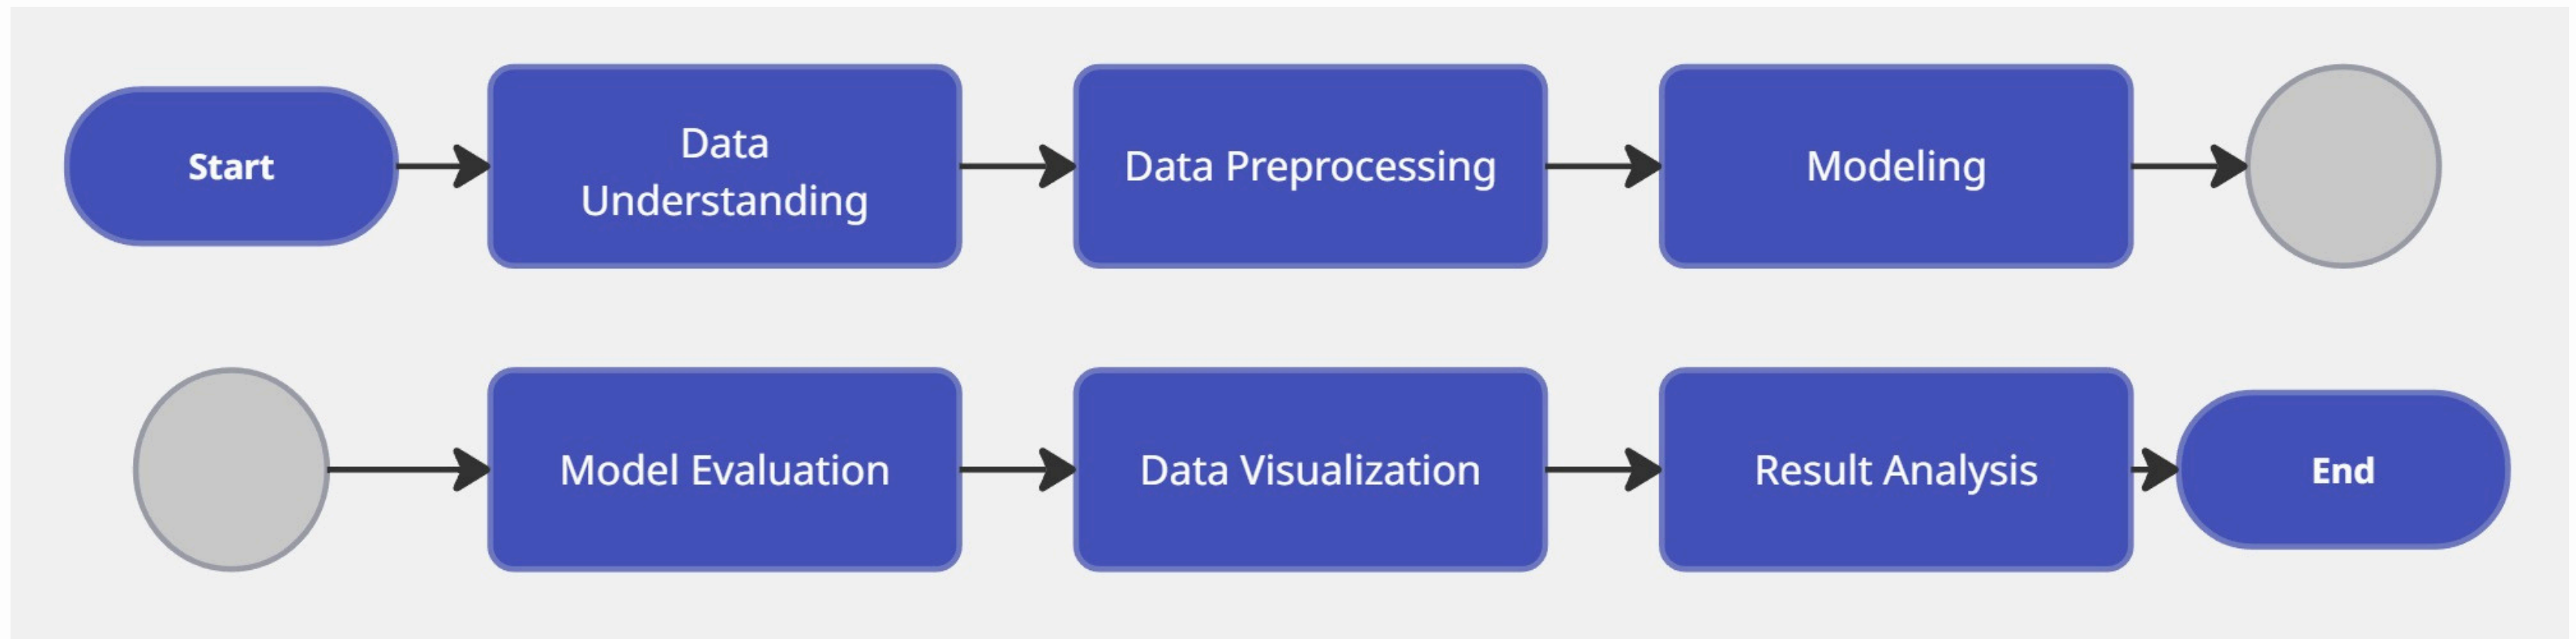 Start
Data
Understanding
Data Preprocessing
Modeling
Model Evaluation
Data Visualization
Result Analysis
End